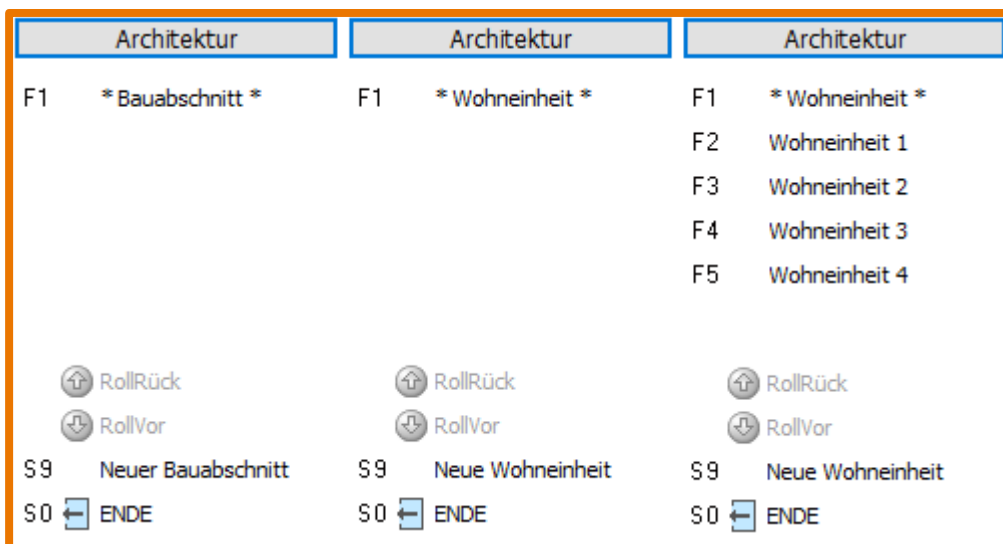 Architektur
F1 * Bauabschnitt *
RollRück
RollVor
S9 Neuer Bauabschnitt
S0 ENDE
Architektur
F1 * Wohneinheit *
RollRück
RollVor
S9 Neue Wohneinheit
S0 ENDE
Architektur
F1 * Wohneinheit *
F2 Wohneinheit 1
F3 Wohneinheit 2
F4 Wohneinheit 3
F5 Wohneinheit 4
RollRück
RollVor
S9 Neue Wohneinheit
S0 ENDE